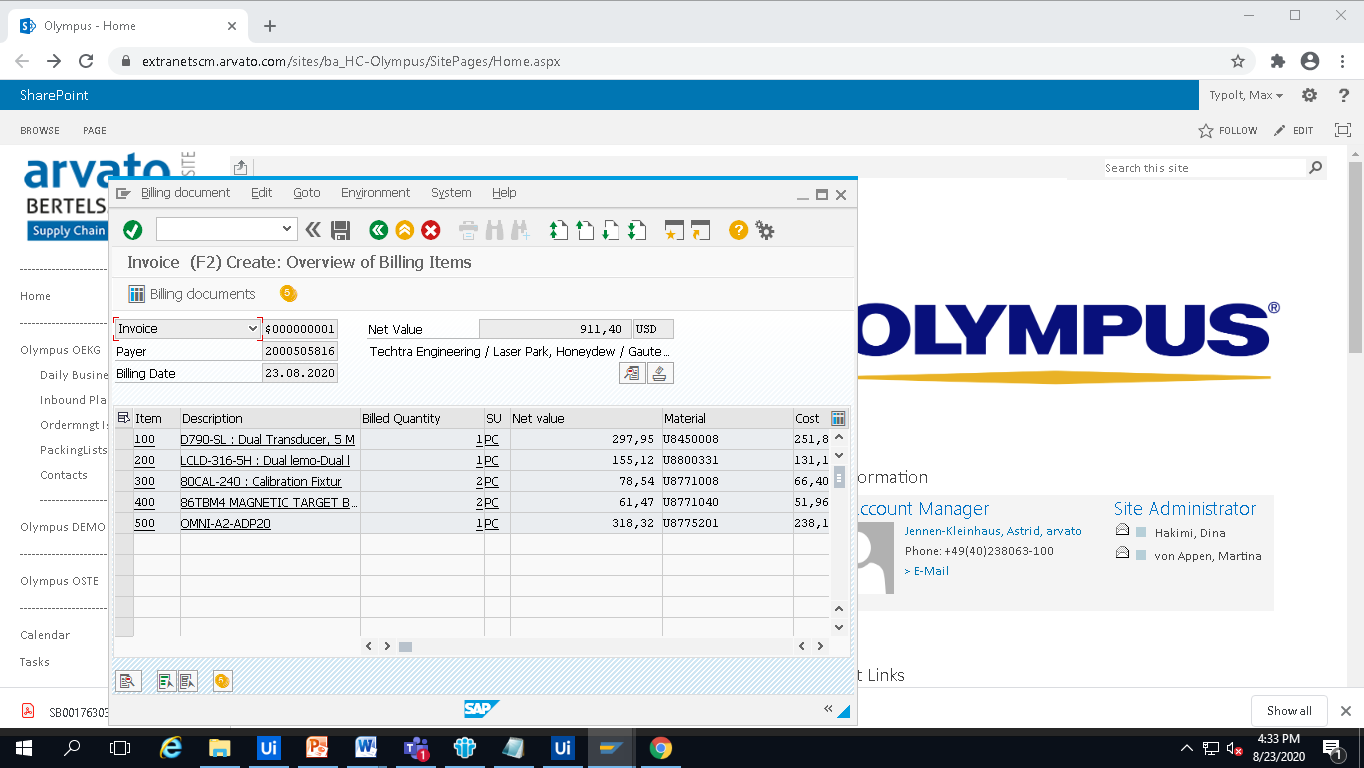 Olympus - Home
extranetscm.arvato.com/sites/ba_HC-Olympus/SitePages/Home.aspx
SharePoint
Typolt, Max
BROWSE PAGE
FOLLOW EDIT
arvato
BERTELS
Supply Chain
SITE
Search this site
Home
Olympus OEKG
Daily Busine
Inbound Pla
Ordermngt Is
PackingLists
Contacts
Olympus DEMO
Olympus OSTE
Calendar
Tasks
Billing document Edit Goto Environment System Help
Invoice (F2) Create: Overview of Billing Items
Billing documents
Invoice $000000001 Net Value 911,40 USD
Payer 2000505816 Techtra Engineering / Laser Park, Honeydew / Gaute...
Billing Date 23.08.2020
Item Description Billed Quantity SU Net value Material Cost
100 D790-SL : Dual Transducer, 5 M 1 PC 297,95 U8450008 251,8
200 LCLD-316-5H : Dual lemo-Dual l 1 PC 155,12 U8800331 131,1
300 80CAL-240 : Calibration Fixtur 2 PC 78,54 U8771008 66,40
400 86TBM4 MAGNETIC TARGET B... 2 PC 61,47 U8771040 51,96
500 OMNI-A2-ADP20 1 PC 318,32 U8775201 238,1
SAP
OLYMPUS®
ormation
ccount Manager
Jennen-Kleinhaus, Astrid, arvato
Phone: +49(40)238063-100
> E-Mail
Site Administrator
Hakimi, Dina
von Appen, Martina
t Links
SB00176303
Show all
4:33 PM
8/23/2020